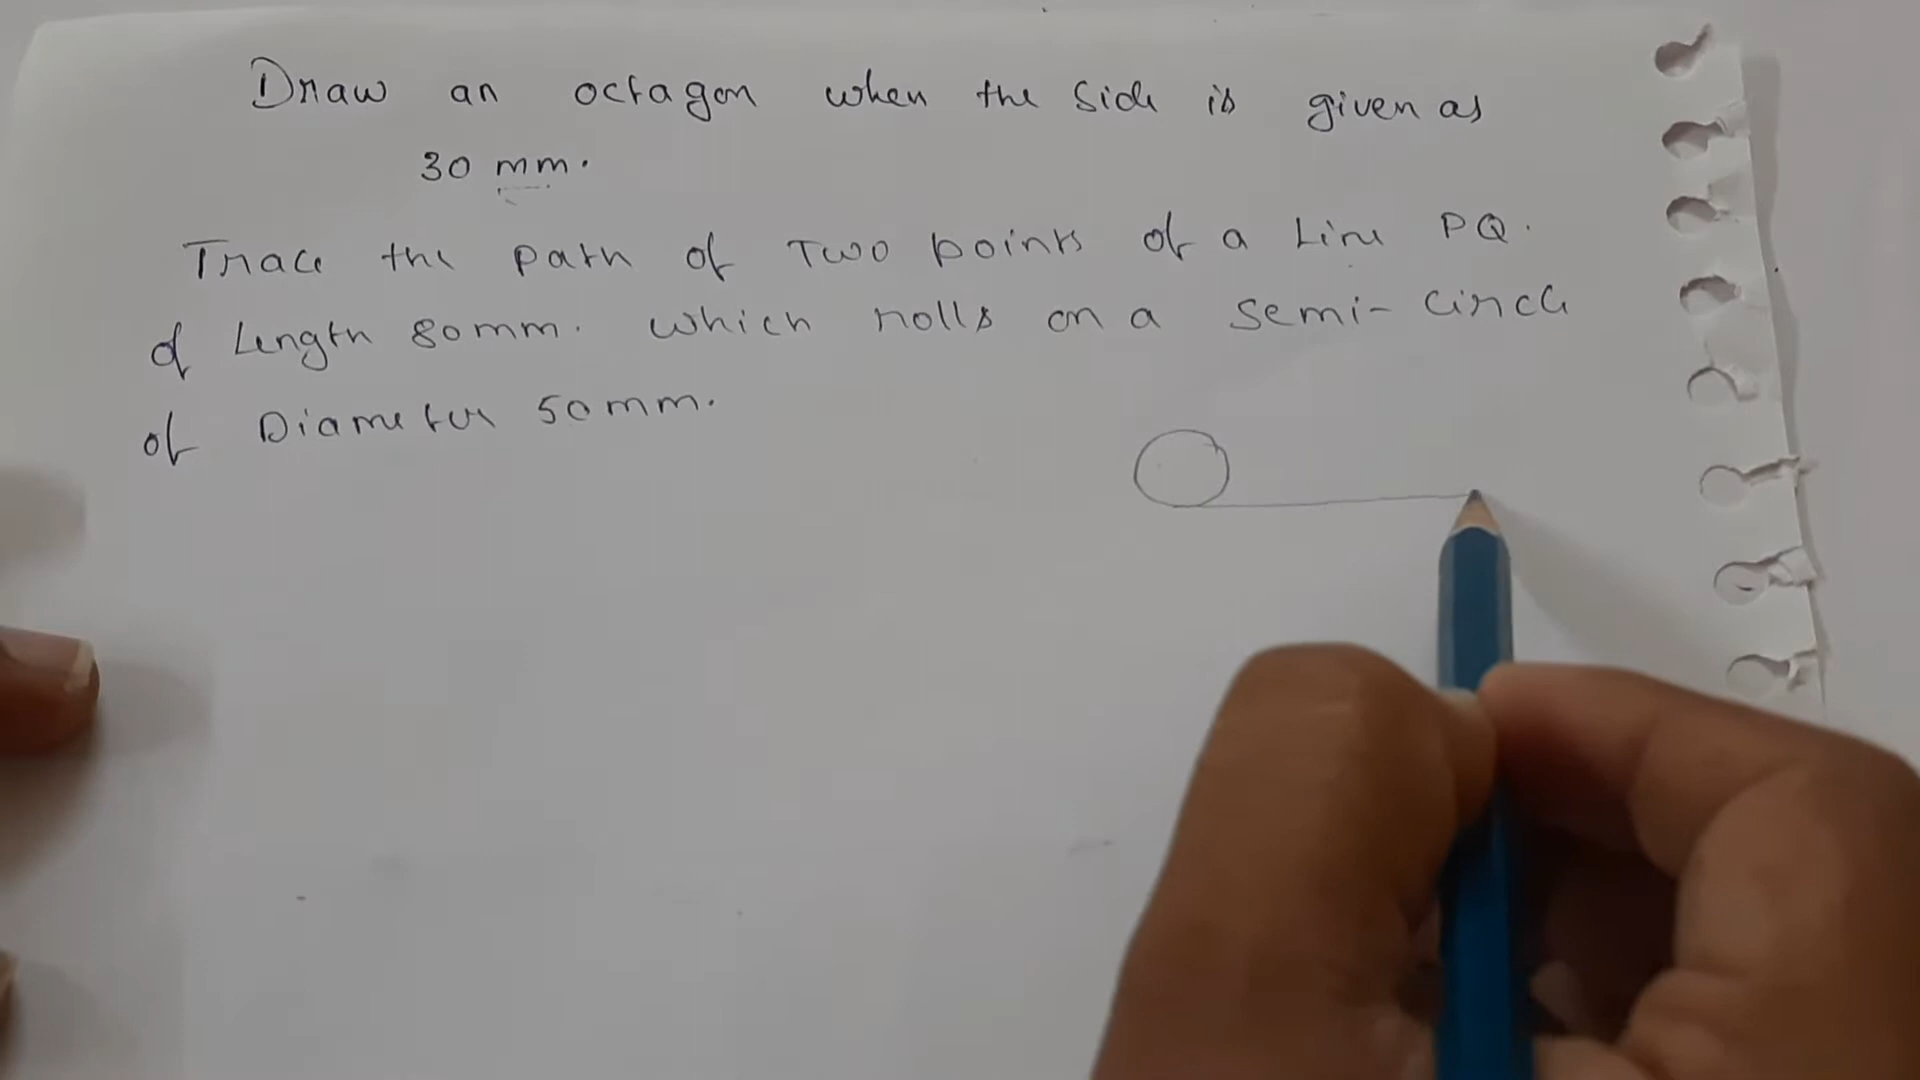 Draw an octagon when the side is given as
30 mm.
Trace the path of Two points of a Line PQ.
of Length 80mm. which rolls on a semi-circle
of Diameter 50mm.